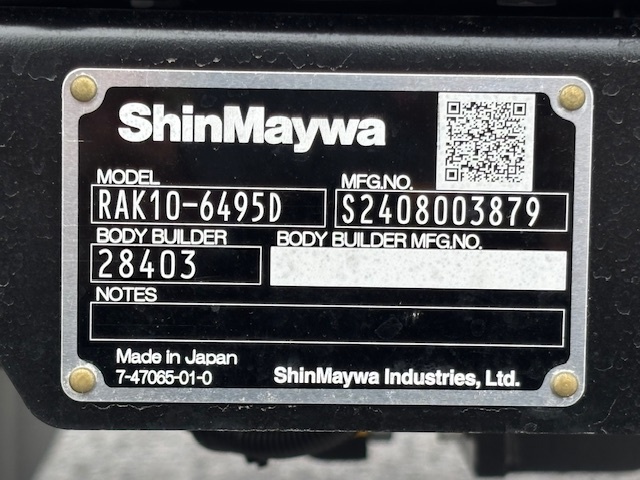 ShinMaywa
MODEL
MFG.NO.
RAK10-6495D
S2408003879
BODY BUILDER
BODY BUILDER MFG.NO.
28403
NOTES
Made in Japan
7-47065-01-0
ShinMaywa Industries, Ltd.